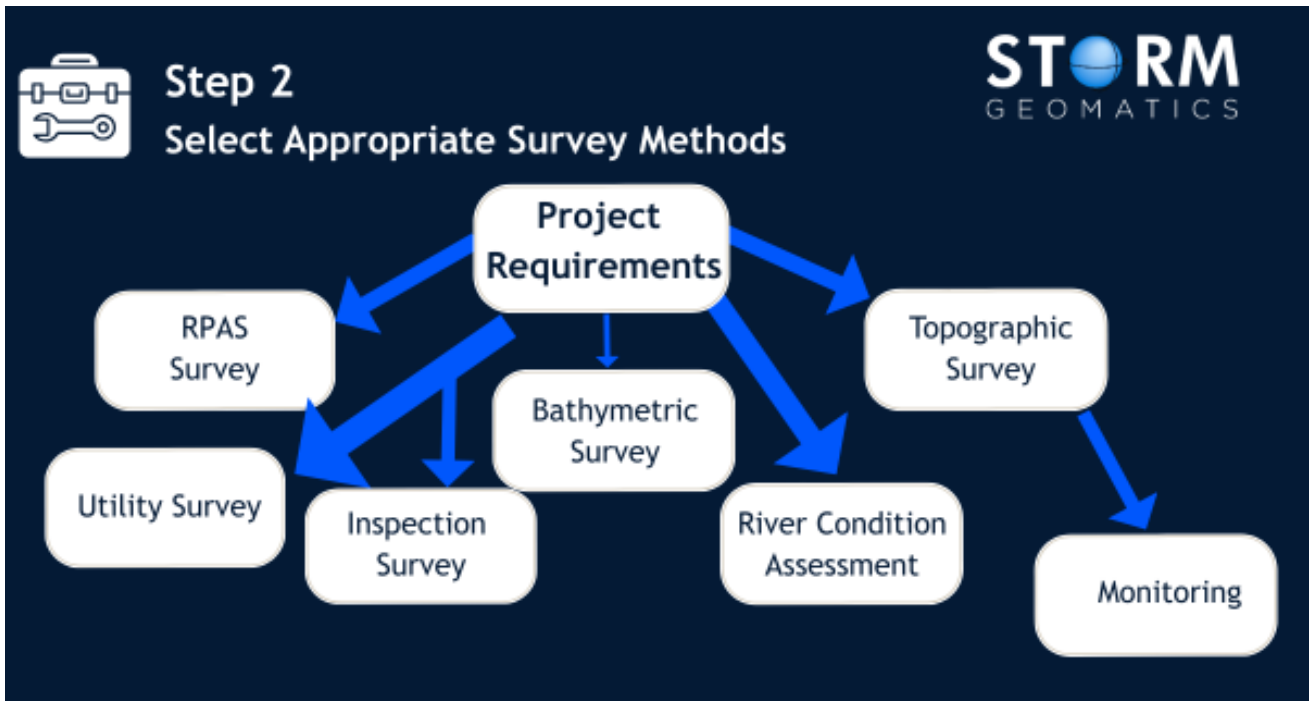 Step 2
Select Appropriate Survey Methods
STORM
GEOMATICS
Project
Requirements
RPAS
Survey
Topographic
Survey
Bathymetric
Survey
Utility Survey
Inspection
Survey
River Condition
Assessment
Monitoring